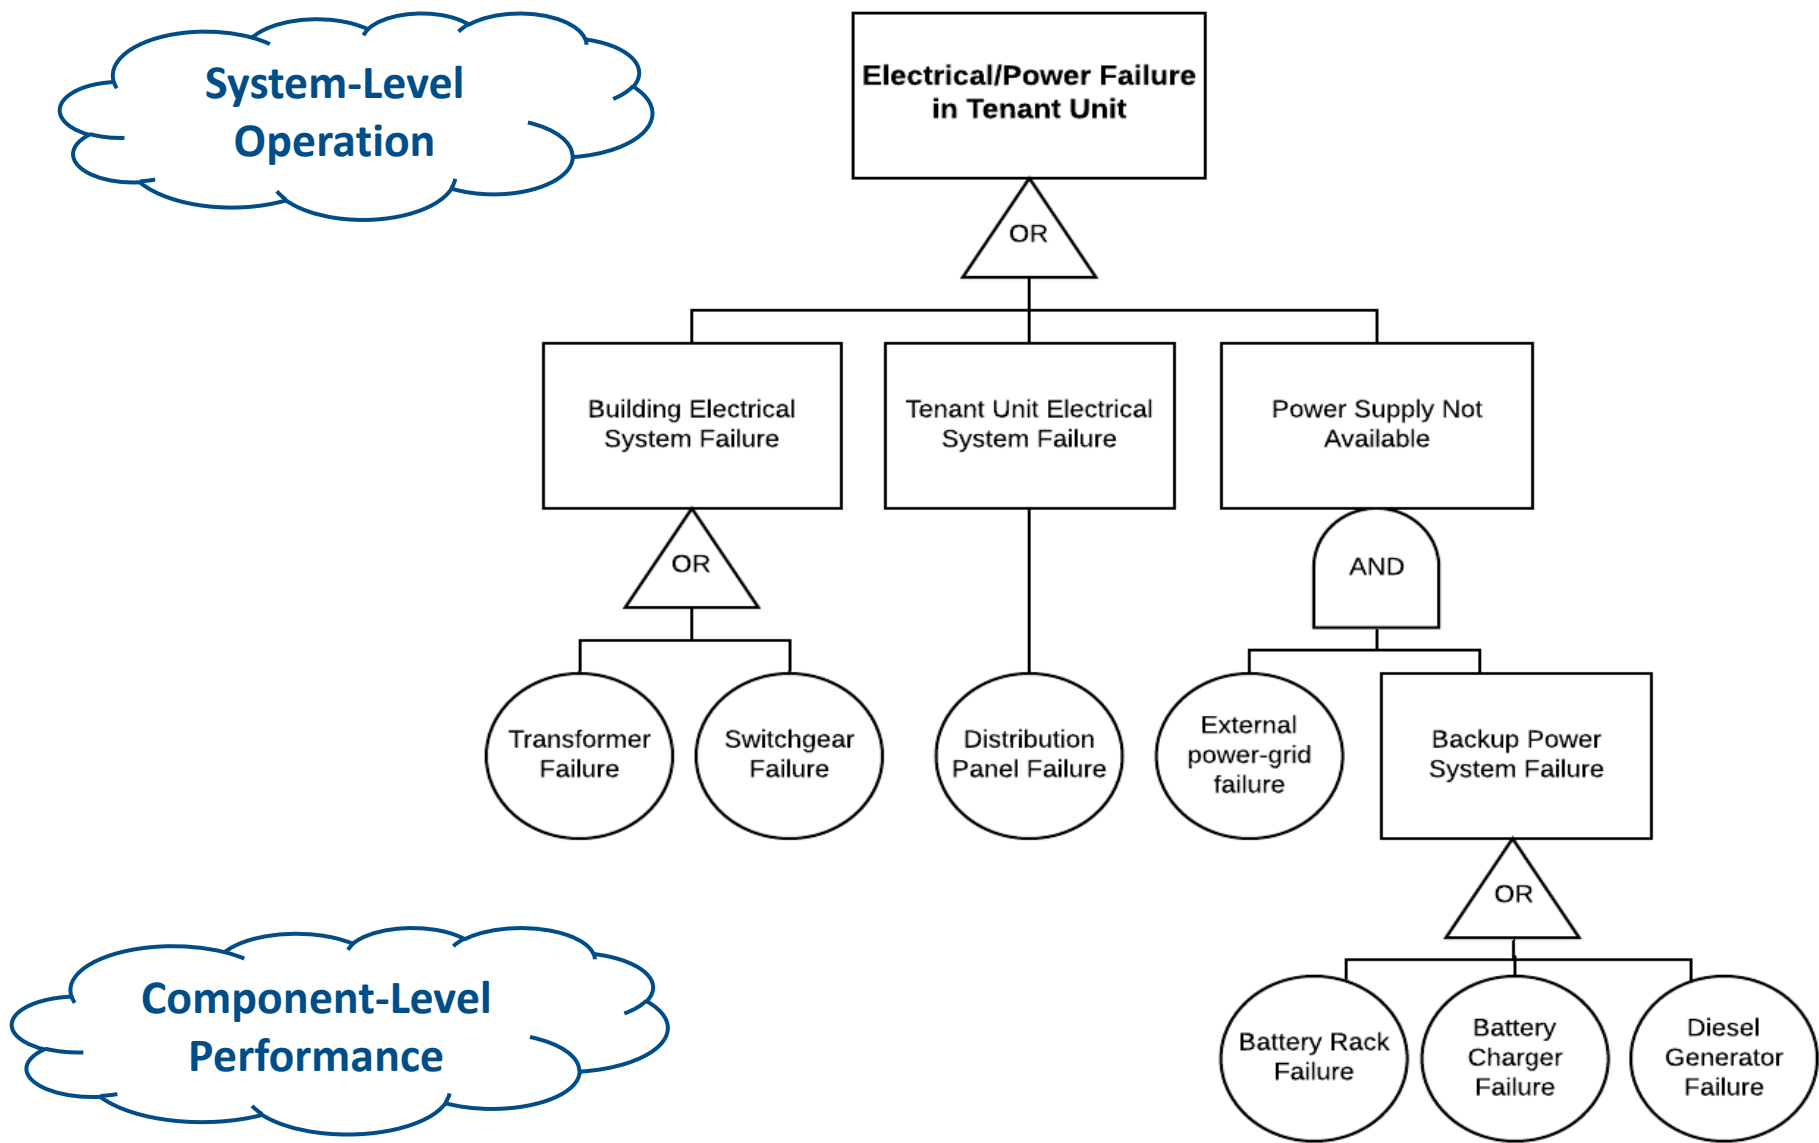 System-Level
Operation
Electrical/Power Failure
in Tenant Unit
OR
Building Electrical
System Failure
Tenant Unit Electrical
System Failure
Power Supply Not
Available
OR
AND
Transformer
Failure
Switchgear
Failure
Distribution
Panel Failure
External
power-grid
failure
Backup Power
System Failure
OR
Component-Level
Performance
Battery Rack
Failure
Battery
Charger
Failure
Diesel
Generator
Failure